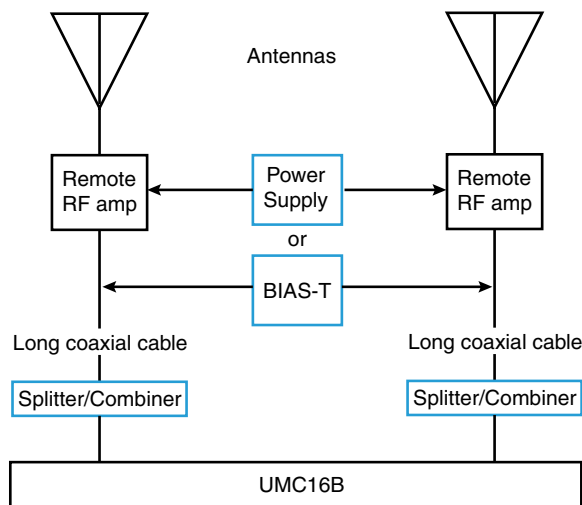 Antennas
Remote
RF amp
Power
Supply
Remote
RF amp
or
BIAS-T
Long coaxial cable
Long coaxial cable
Splitter/Combiner
Splitter/Combiner
UMC16B